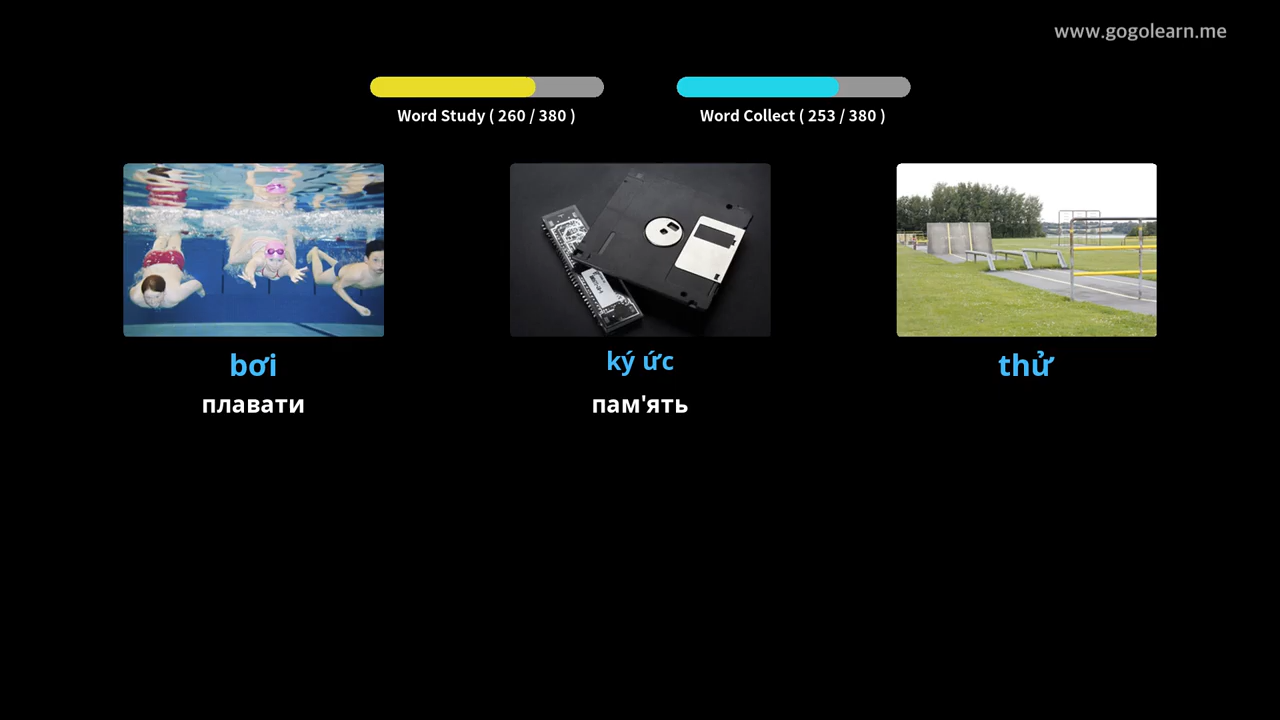 www.gogolearn.me
Word Study ( 260 / 380 )
Word Collect ( 253 / 380 )
bơi
ký ức
thử
плавати
пам'ять